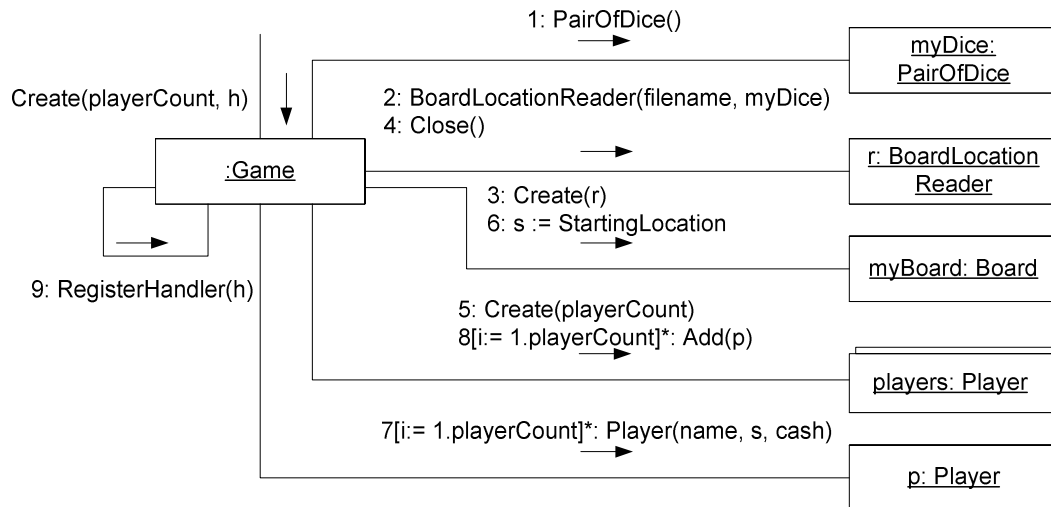 1: PairOfDice()
myDice:
PairOfDice
Create(playerCount, h)
2: BoardLocationReader(filename, myDice)
4: Close()
:Game
r: BoardLocation
Reader
3: Create(r)
6: s := StartingLocation
myBoard: Board
9: RegisterHandler(h)
5: Create(playerCount)
8[i:= 1.playerCount]*: Add(p)
players: Player
7[i:= 1.playerCount]*: Player(name, s, cash)
p: Player